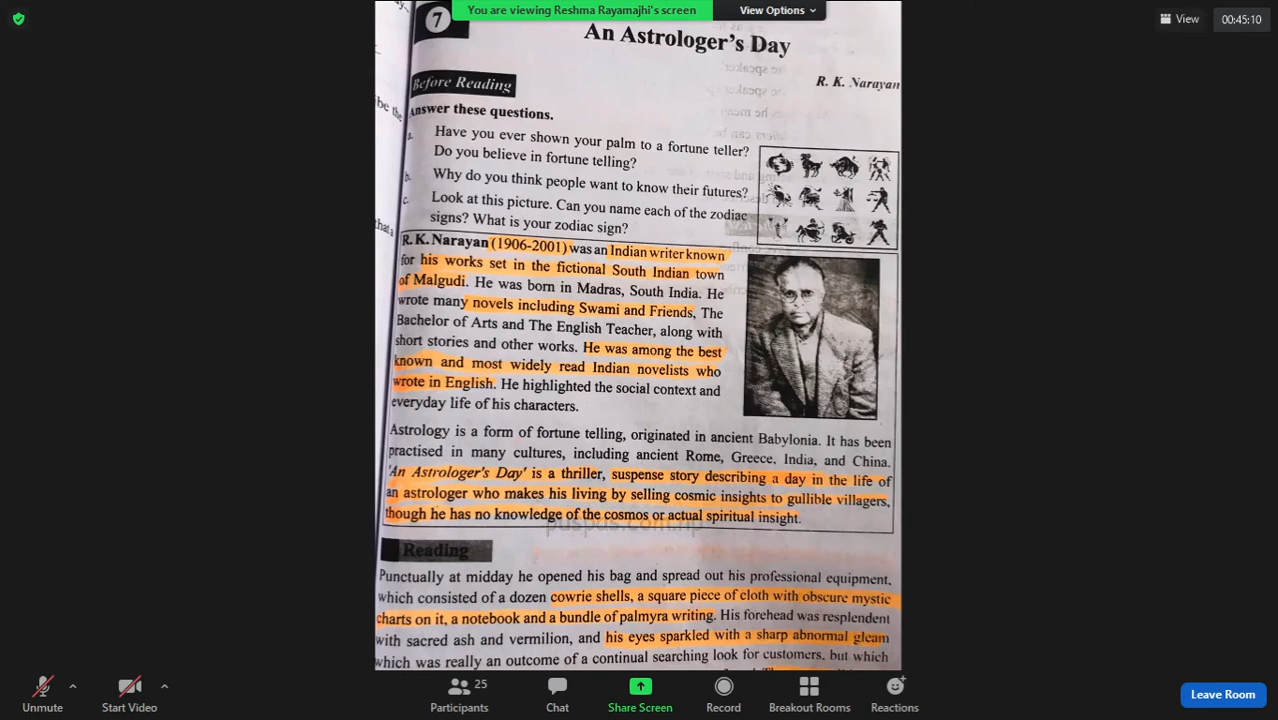 You are viewing Reshma Rayamajhi's screen
View Options
View
00:45:10
7
An Astrologer's Day
R. K. Narayan
Before Reading
be the
Answer these questions.
a. Have you ever shown your palm to a fortune teller?
Do you believe in fortune telling?
b. Why do you think people want to know their futures?
c. Look at this picture. Can you name each of the zodiac
signs? What is your zodiac sign?
that a
R. K. Narayan (1906-2001) was an Indian writer known
for his works set in the fictional South Indian town
of Malgudi. He was born in Madras, South India. He
wrote many novels including Swami and Friends, The
Bachelor of Arts and The English Teacher, along with
short stories and other works. He was among the best
known and most widely read Indian novelists who
wrote in English. He highlighted the social context and
everyday life of his characters.
Astrology is a form of fortune telling, originated in ancient Babylonia. It has been
practised in many cultures, including ancient Rome, Greece, India, and China.
'An Astrologer's Day' is a thriller, suspense story describing a day in the life of
an astrologer who makes his living by selling cosmic insights to gullible villagers,
though he has no knowledge of the cosmos or actual spiritual insight.
Reading
Punctually at midday he opened his bag and spread out his professional equipment,
which consisted of a dozen cowrie shells, a square piece of cloth with obscure mystic
charts on it, a notebook and a bundle of palmyra writing. His forehead was resplendent
with sacred ash and vermilion, and his eyes sparkled with a sharp abnormal gleam
which was really an outcome of a continual searching look for customers, but which
Unmute
Start Video
25
Participants
Chat
Share Screen
Record
Breakout Rooms
Reactions
Leave Room